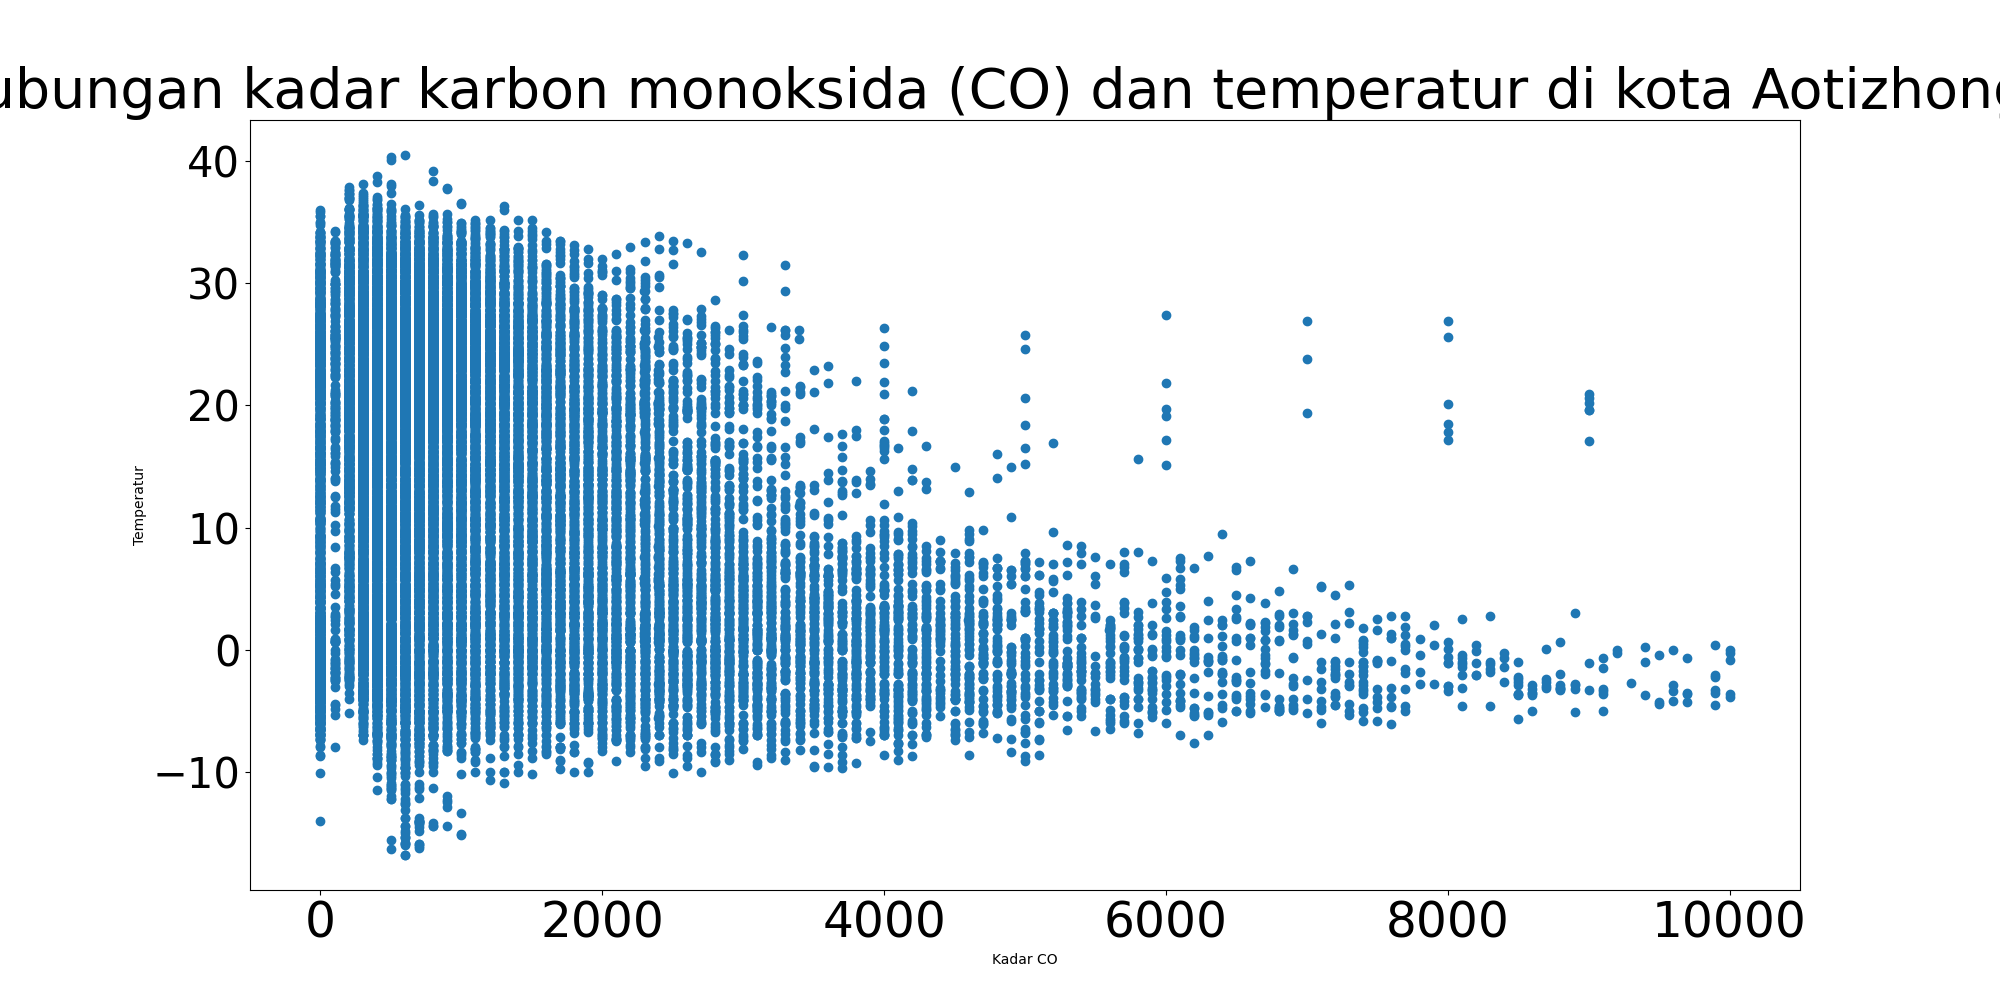 ubungan kadar karbon monoksida (CO) dan temperatur di kota Aotizhong
40
30
20
10
0
−10
Temperatur
0 2000 4000 6000 8000 10000
Kadar CO